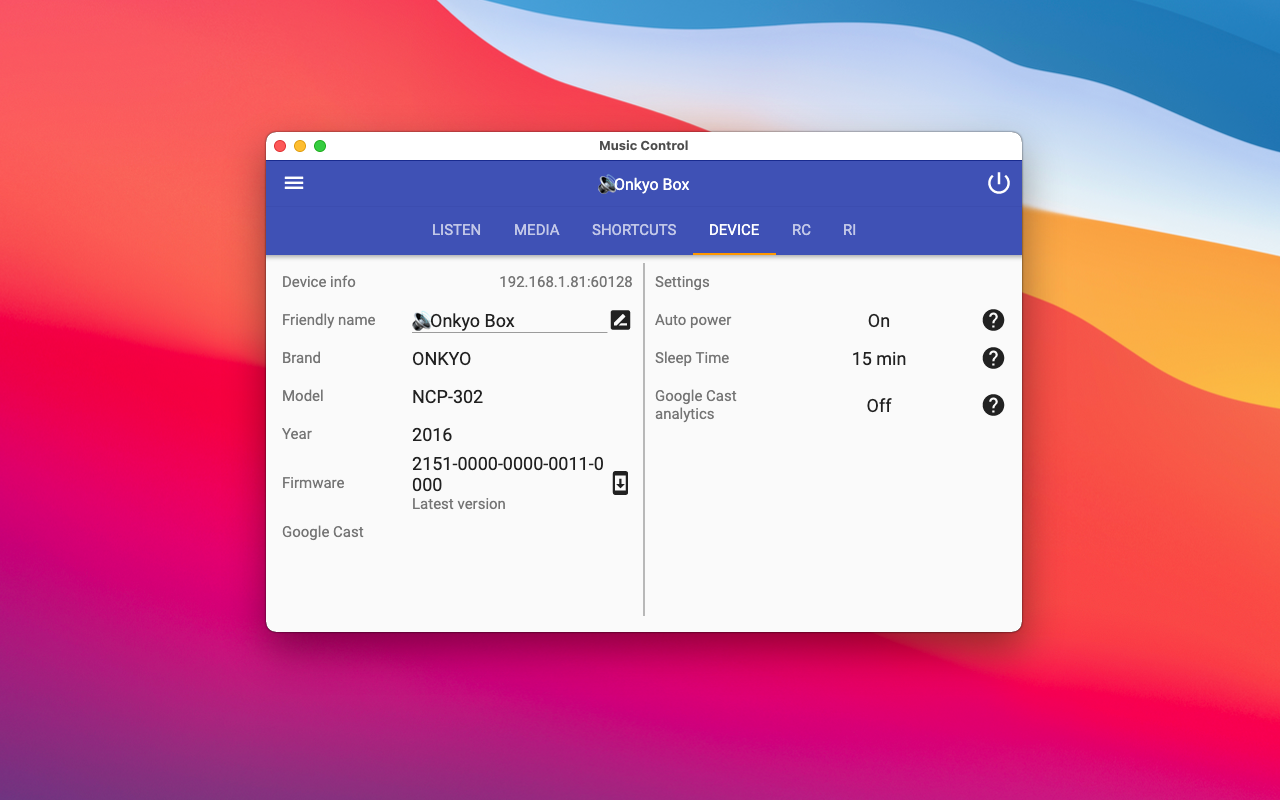 Music Control
🔊Onkyo Box
LISTEN MEDIA SHORTCUTS DEVICE RC RI
Device info 192.168.1.81:60128
Friendly name 🔊Onkyo Box
Brand ONKYO
Model NCP-302
Year 2016
Firmware 2151-0000-0000-0011-0
000
Latest version
Google Cast
Settings
Auto power On
Sleep Time 15 min
Google Cast
analytics Off